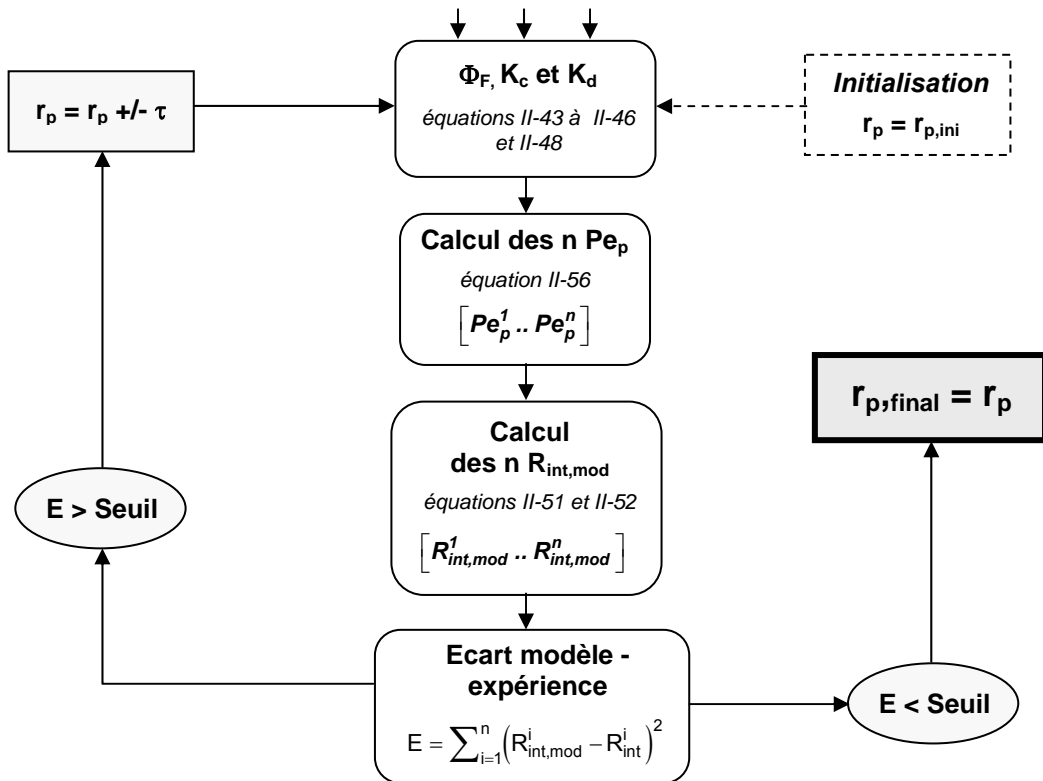 Φ_F, K_c et K_d
équations II-43 à II-46
et II-48
r_p = r_p +/- τ
Initialisation
r_p = r_p,ini
Calcul des n Pe_p
équation II-56
[Pe_p^1 .. Pe_p^n]
r_p,final = r_p
Calcul
des n R_int,mod
équations II-51 et II-52
[R_int,mod^1 .. R_int,mod^n]
E > Seuil
Ecart modèle -
expérience
E = ∑_{i=1}^n (R_int,mod^i − R_int^i)^2
E < Seuil